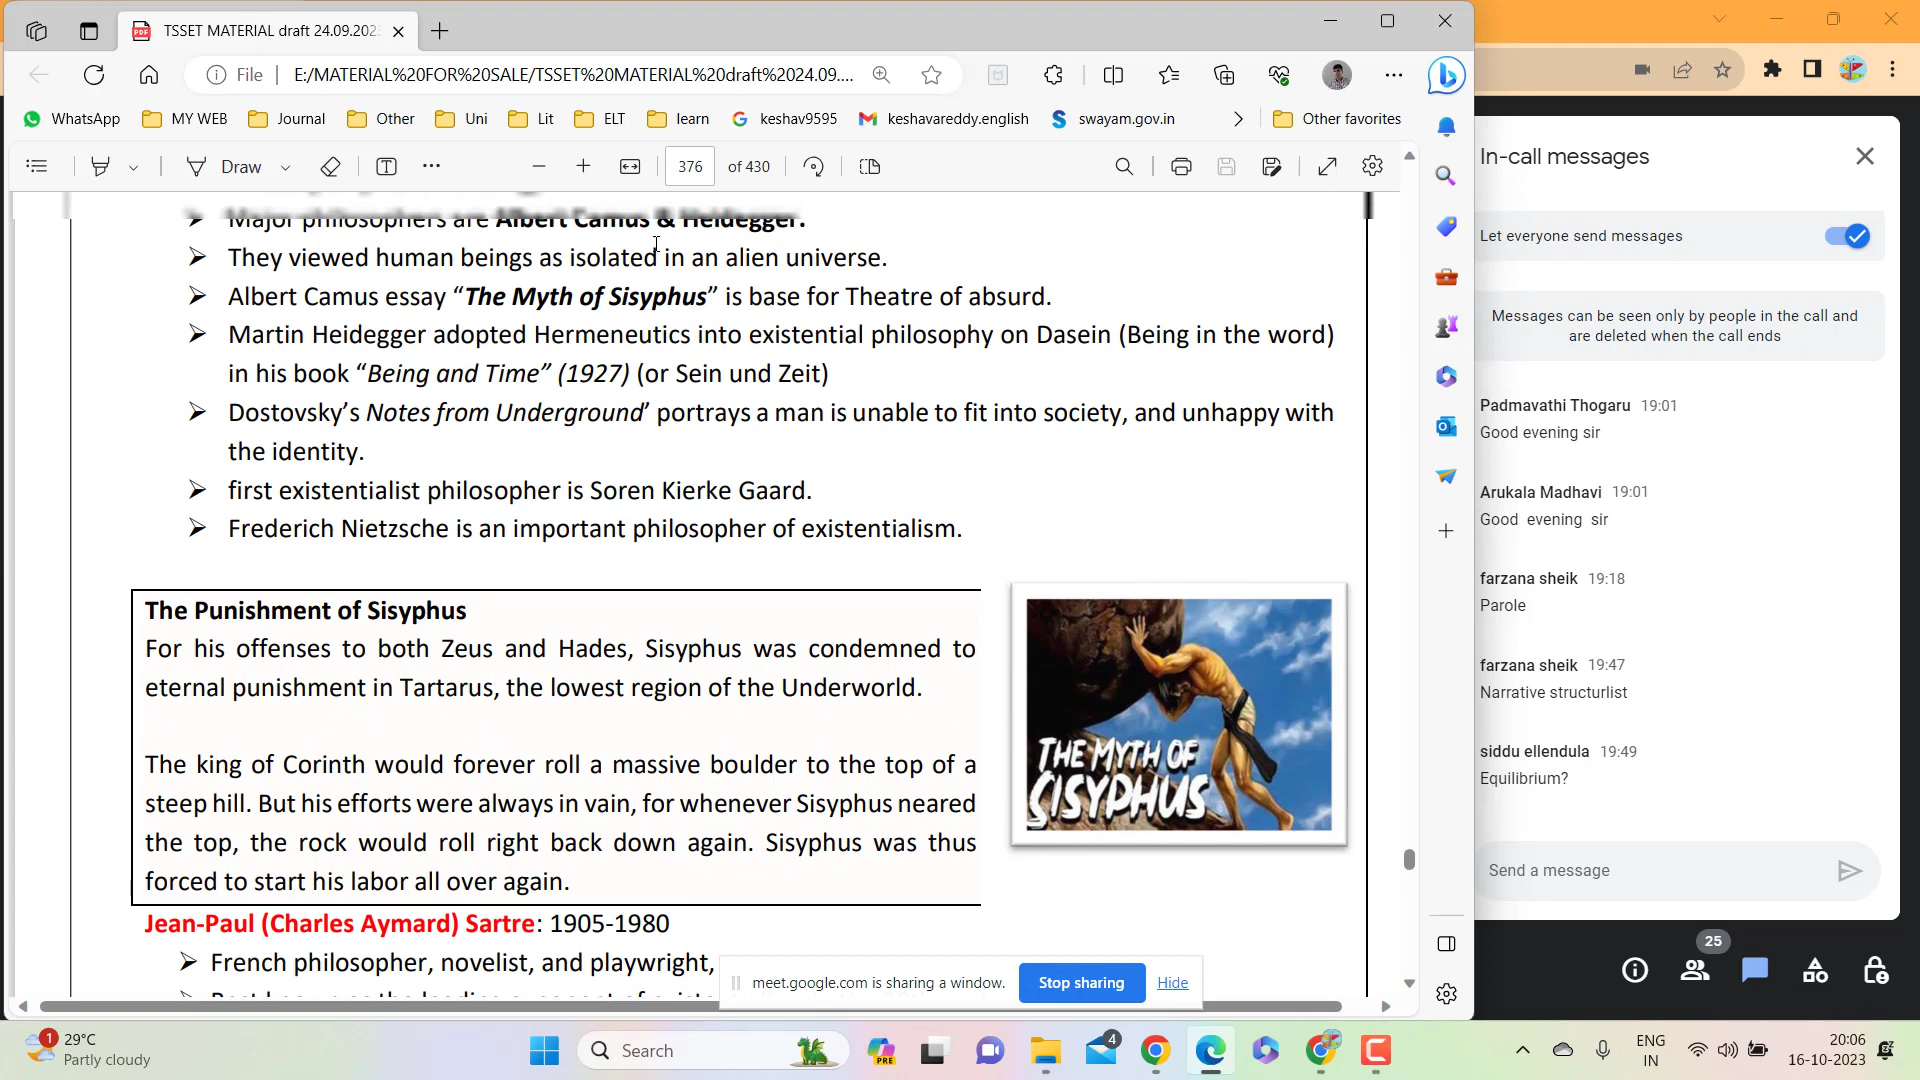 TSSET MATERIAL draft 24.09.202
File
E:/MATERIAL%20FOR%20SALE/TSSET%20MATERIAL%20draft%2024.09....
WhatsApp
MY WEB
Journal
Other
Uni
Lit
ELT
learn
keshav9595
keshavareddy.english
swayam.gov.in
Other favorites
Draw
376
of 430
➢ Major philosophers are Albert Camus & Heidegger.
➢ They viewed human beings as isolated in an alien universe.
➢ Albert Camus essay “The Myth of Sisyphus” is base for Theatre of absurd.
➢ Martin Heidegger adopted Hermeneutics into existential philosophy on Dasein (Being in the word)
in his book “Being and Time” (1927) (or Sein und Zeit)
➢ Dostovsky’s Notes from Underground’ portrays a man is unable to fit into society, and unhappy with
the identity.
➢ first existentialist philosopher is Soren Kierke Gaard.
➢ Frederich Nietzsche is an important philosopher of existentialism.
The Punishment of Sisyphus
For his offenses to both Zeus and Hades, Sisyphus was condemned to
eternal punishment in Tartarus, the lowest region of the Underworld.
The king of Corinth would forever roll a massive boulder to the top of a
steep hill. But his efforts were always in vain, for whenever Sisyphus neared
the top, the rock would roll right back down again. Sisyphus was thus
forced to start his labor all over again.
THE MYTH OF
SISYPHUS
Jean-Paul (Charles Aymard) Sartre: 1905-1980
➢ French philosopher, novelist, and playwright,
meet.google.com is sharing a window.
Stop sharing
Hide
In-call messages
Let everyone send messages
Messages can be seen only by people in the call and
are deleted when the call ends
Padmavathi Thogaru 19:01
Good evening sir
Arukala Madhavi 19:01
Good evening sir
farzana sheik 19:18
Parole
farzana sheik 19:47
Narrative structurlist
siddu ellendula 19:49
Equilibrium?
Send a message
25
1
29°C
Partly cloudy
Search
PRE
4
ENG
IN
20:06
16-10-2023